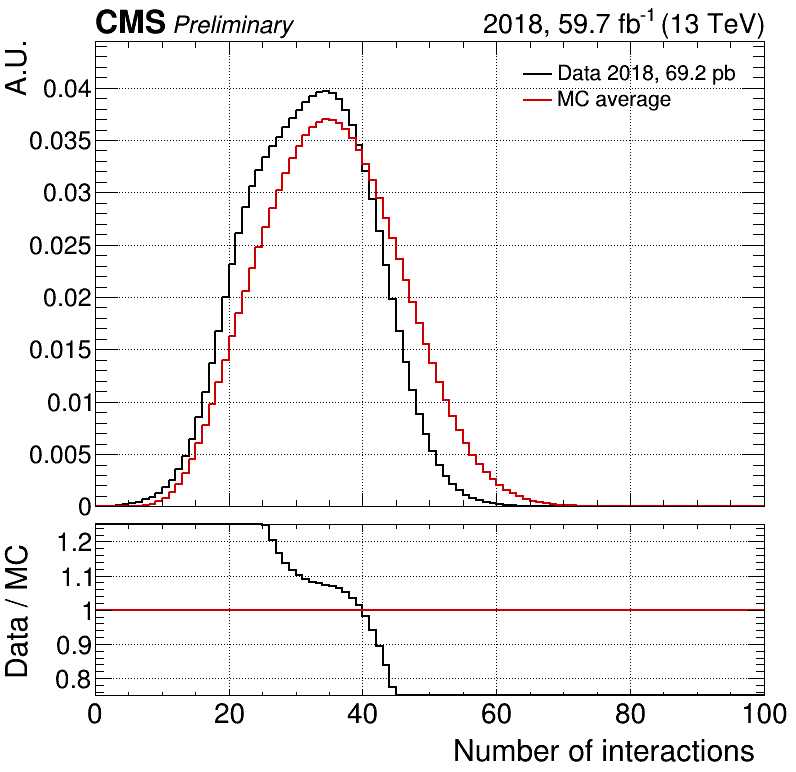 CMS Preliminary 2018, 59.7 fb⁻¹ (13 TeV)
A.U.
Data 2018, 69.2 pb
MC average
0.04
0.035
0.03
0.025
0.02
0.015
0.01
0.005
0
Data / MC
1.2
1.1
1
0.9
0.8
0 20 40 60 80 100
Number of interactions